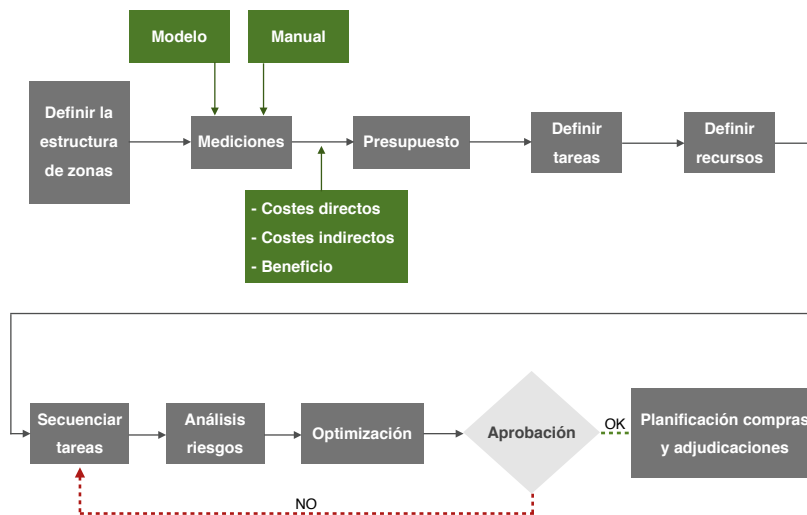 Modelo
Manual
Definir la
estructura
de zonas
Mediciones
Presupuesto
Definir
tareas
Definir
recursos
- Costes directos
- Costes indirectos
- Beneficio
Secuenciar
tareas
Análisis
riesgos
Optimización
Aprobación
OK
Planificación compras
y adjudicaciones
NO